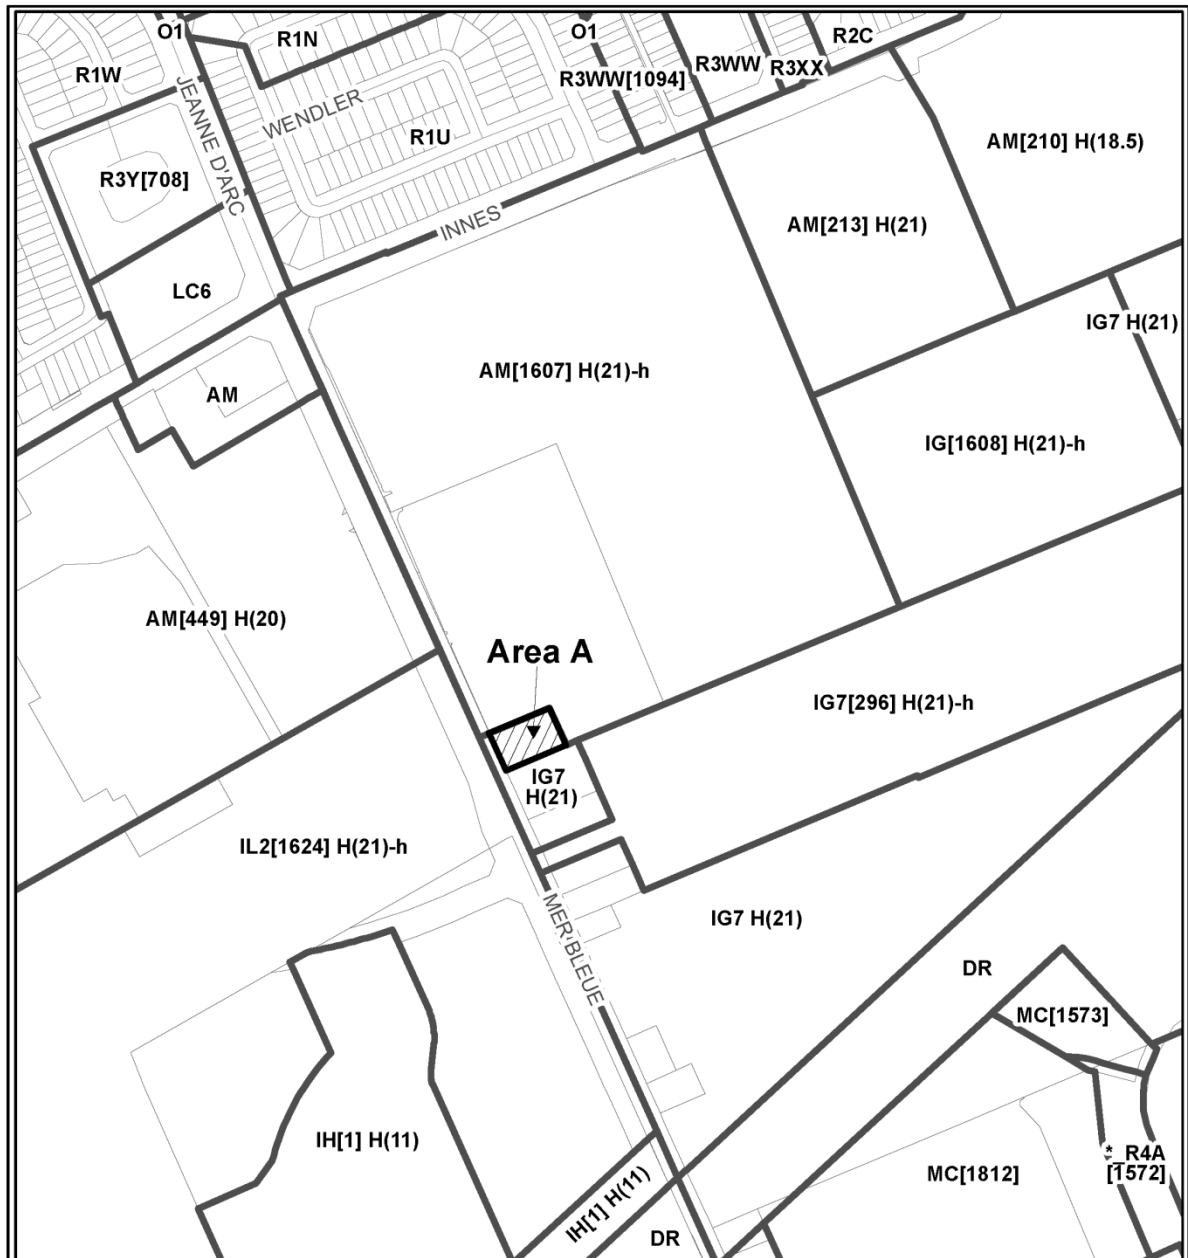 O1
R1N
O1
R2C
R1W
R3WW[1094]
R3WW
R3XX
JEANNE D'ARC
WENDLER
R1U
AM[210] H(18.5)
R3Y[708]
INNES
AM[213] H(21)
LC6
IG7 H(21)
AM[1607] H(21)-h
AM
IG[1608] H(21)-h
AM[449] H(20)
Area A
IG7[296] H(21)-h
IG7
H(21)
IL2[1624] H(21)-h
IG7 H(21)
MER BLEUE
DR
MC[1573]
IH[1] H(11)
*_R4A
[1572]
MC[1812]
IH[1] H(11)
DR